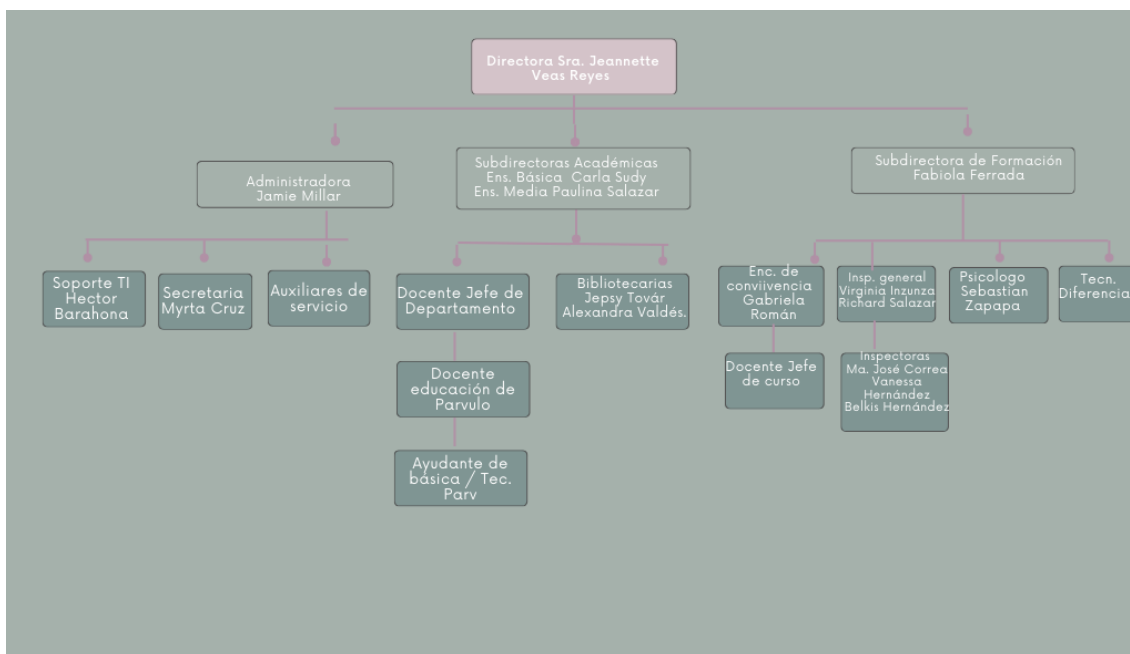 Directora Sra. Jeannette
Veas Reyes
Administradora
Jamie Millar
Subdirectoras Académicas
Ens. Básica Carla Sudy
Ens. Media Paulina Salazar
Subdirectora de Formación
Fabiola Ferrada
Soporte TI
Hector
Barahona
Secretaria
Myrta Cruz
Auxiliares de
servicio
Docente Jefe de
Departamento
Bibliotecarias
Jepsy Továr
Alexandra Valdés.
Enc. de
conviivencia
Gabriela
Román
Insp. general
Virginia Inzunza
Richard Salazar
Psicologo
Sebastian
Zapapa
Tecn.
Diferencia
Docente
educación de
Parvulo
Docente Jefe
de curso
Inspectoras
Ma. José Correa
Vanessa
Hernández
Belkis Hernández
Ayudante de
básica / Tec.
Parv